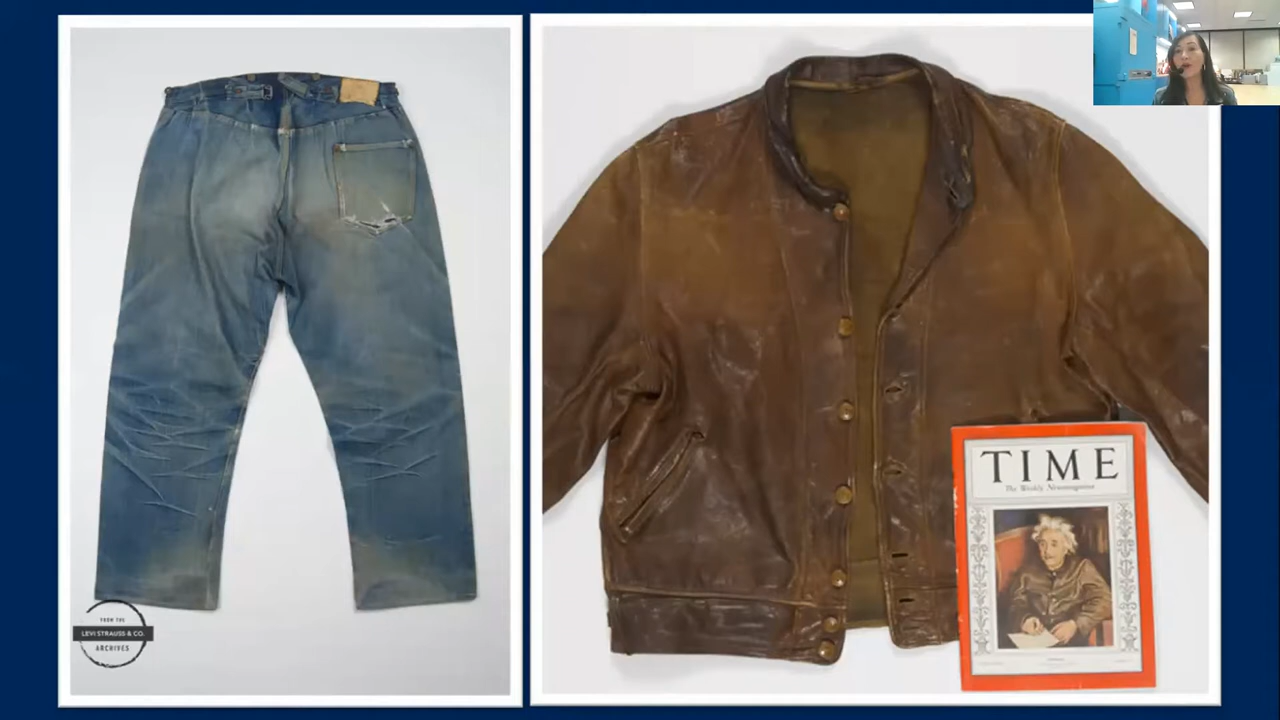 FROM THE
LEVI STRAUSS & CO.
ARCHIVES
TIME
The Weekly Newsmagazine